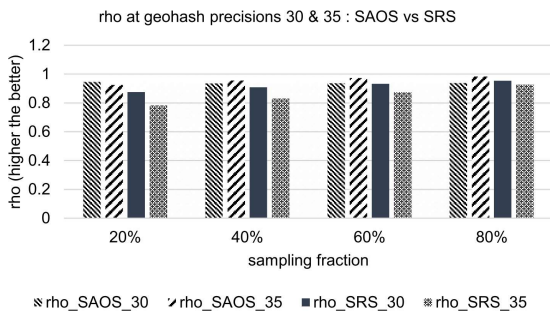 rho at geohash precisions 30 & 35 : SAOS vs SRS
1.2
1
0.8
0.6
0.4
0.2
0
rho (higher the better)
20% 40% 60% 80%
sampling fraction
rho_SAOS_30 rho_SAOS_35 rho_SRS_30 rho_SRS_35